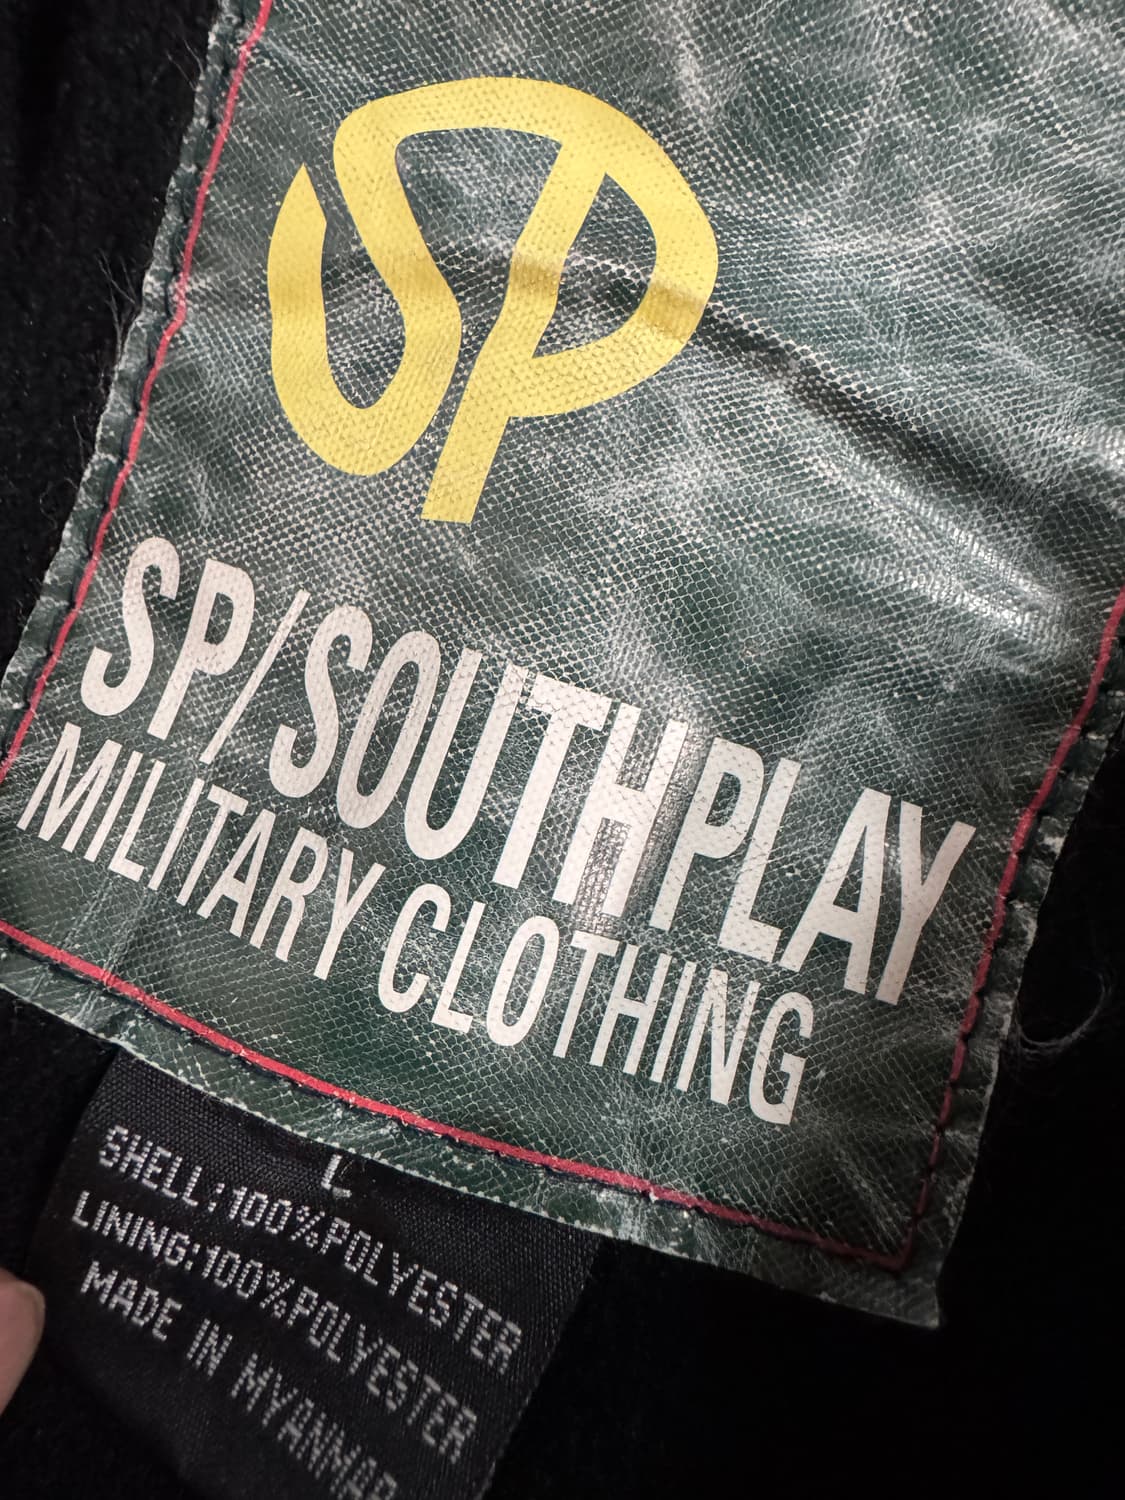 SP
SP/SOUTHPLAY
MILITARY CLOTHING
L
SHELL:100%POLYESTER
LINING:100%POLYESTER
MADE IN MYANMAR